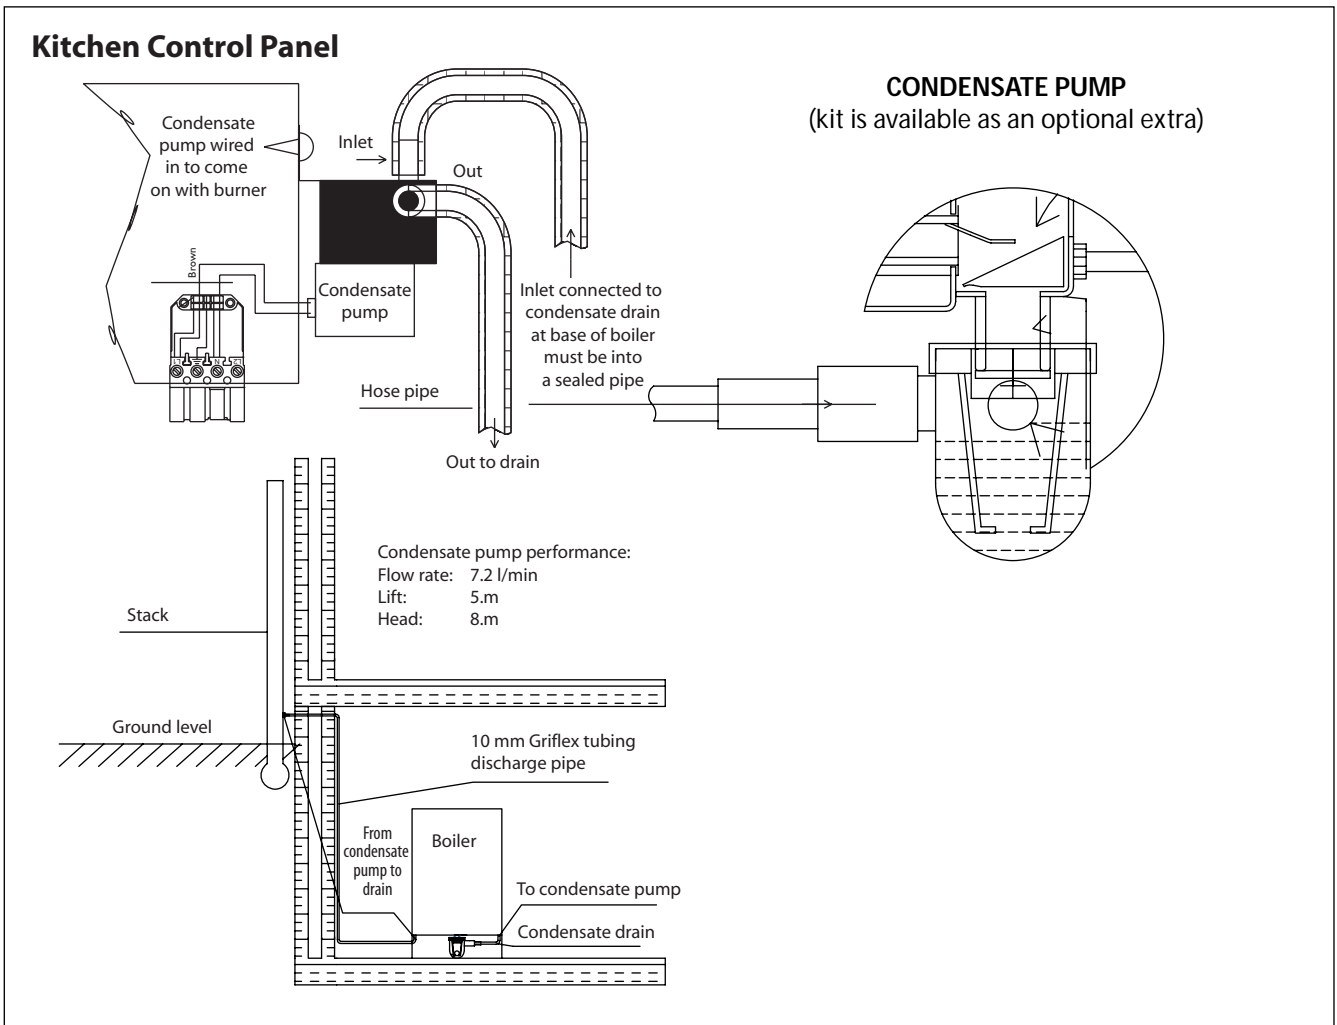 Kitchen Control Panel
CONDENSATE PUMP
(kit is available as an optional extra)
Condensate
pump wired
in to come
on with burner
Inlet
Out
Brown
Condensate
pump
Inlet connected to
condensate drain
at base of boiler
must be into
a sealed pipe
L1
N
L2
Hose pipe
Out to drain
Condensate pump performance:
Flow rate: 7.2 l/min
Lift: 5.m
Head: 8.m
Stack
Ground level
10 mm Griflex tubing
discharge pipe
From
condensate
pump to
drain
Boiler
To condensate pump
Condensate drain